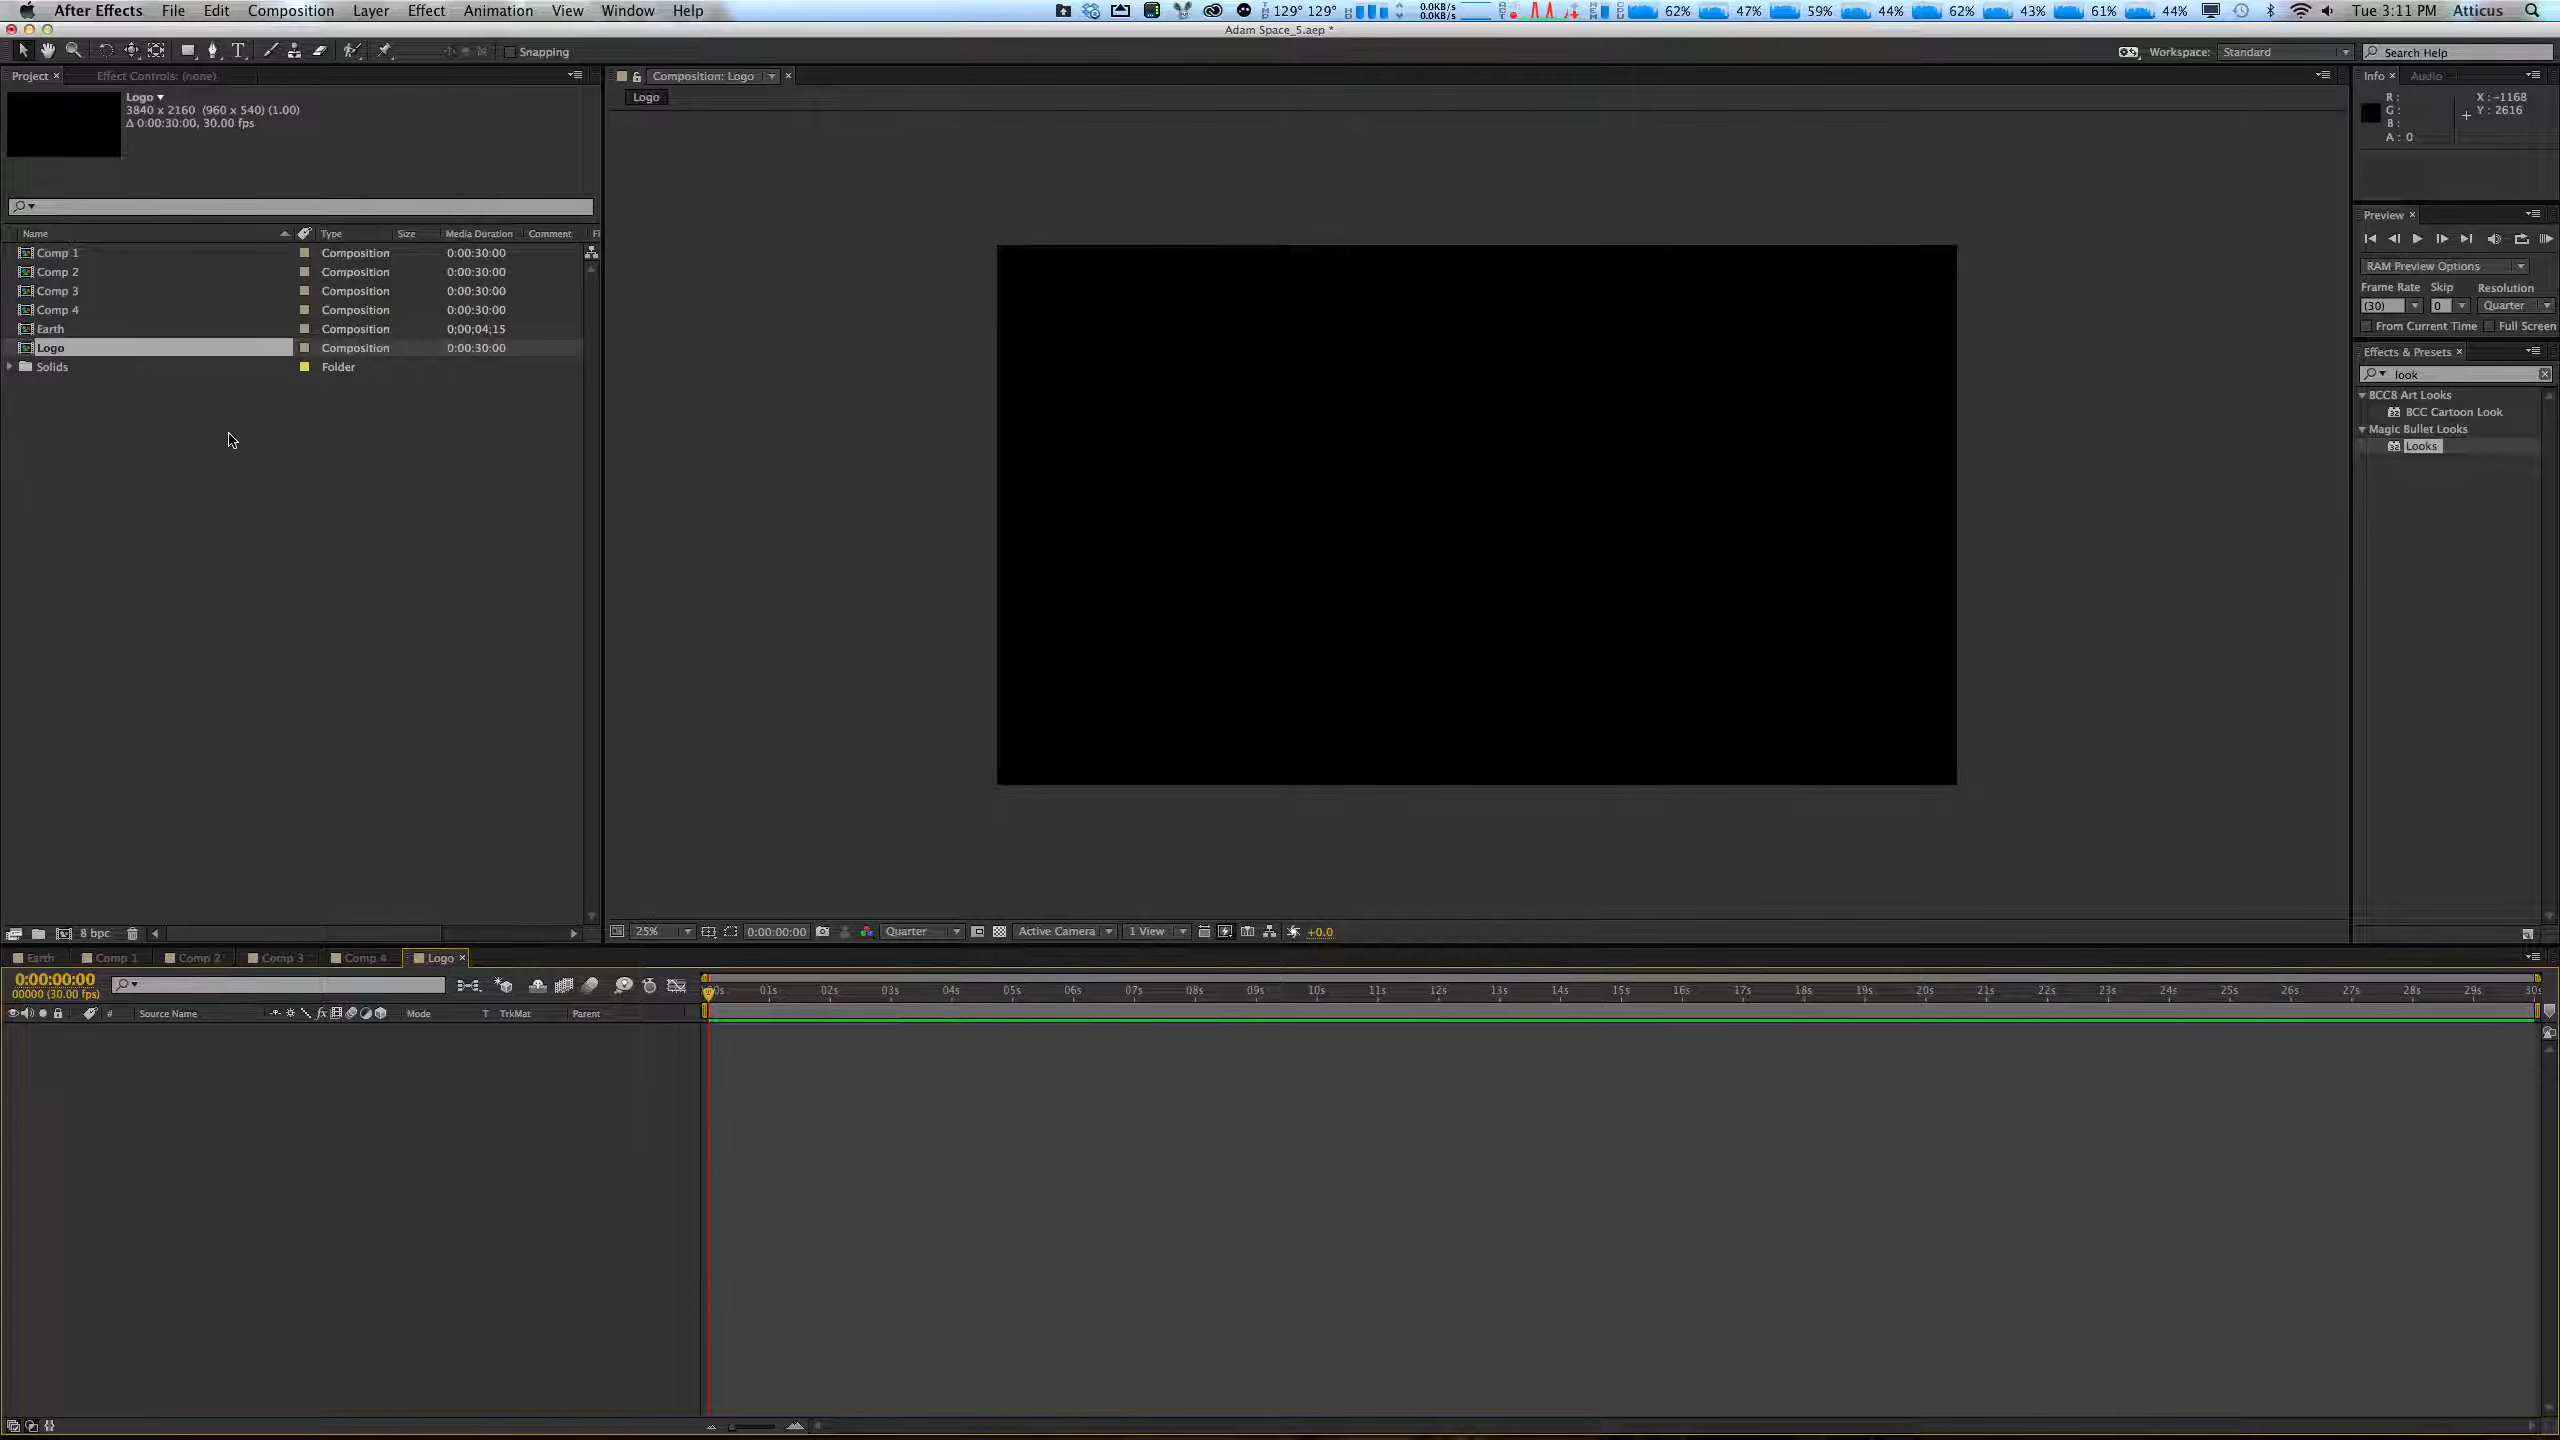 After Effects File Edit Composition Layer Effect Animation View Window Help 129° 129° 0.0KB/s 0.0KB/s 62% 47% 59% 44% 62% 43% 61% 44% Tue 3:11 PM Atticus
Adam Space_5.aep *
Snapping Workspace: Standard Search Help
Project Effect Controls: (none) Composition: Logo Info Audio
Logo
3840 x 2160 (960 x 540) (1.00)
Δ 0:00:30:00, 30.00 fps
Logo
R :
G :
B :
A : 0
X : -1168
Y : 2616
Name Type Size Media Duration Comment Fi
Comp 1 Composition 0:00:30:00
Comp 2 Composition 0:00:30:00
Comp 3 Composition 0:00:30:00
Comp 4 Composition 0:00:30:00
Earth Composition 0;00;04;15
Logo Composition 0:00:30:00
Solids Folder
Preview
RAM Preview Options
Frame Rate Skip Resolution
(30) 0 Quarter
From Current Time Full Screen
Effects & Presets
look
BCC8 Art Looks
BCC Cartoon Look
Magic Bullet Looks
Looks
8 bpc
25% 0:00:00:00 Quarter Active Camera 1 View +0.0
Earth Comp 1 Comp 2 Comp 3 Comp 4 Logo
0:00:00:00
00000 (30.00 fps)
01s 02s 03s 04s 05s 06s 07s 08s 09s 10s 11s 12s 13s 14s 15s 16s 17s 18s 19s 20s 21s 22s 23s 24s 25s 26s 27s 28s 29s 30s
# Source Name fx Mode T TrkMat Parent